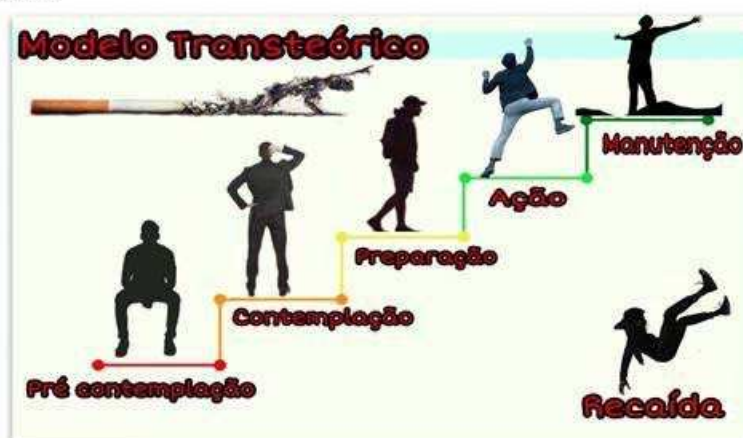 Modelo Transteórico
Manutenção
Ação
Preparação
Contemplação
Pré contemplação
Recaída